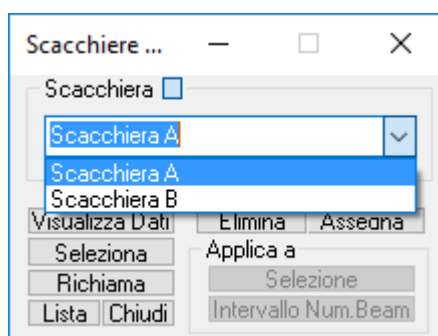 Scacchiere ...
Scacchiera
Scacchiera A
Scacchiera A
Scacchiera B
Visualizza Dati Elimina Assegna
Seleziona Applica a
Richiama Selezione
Lista Chiudi Intervallo Num.Beam